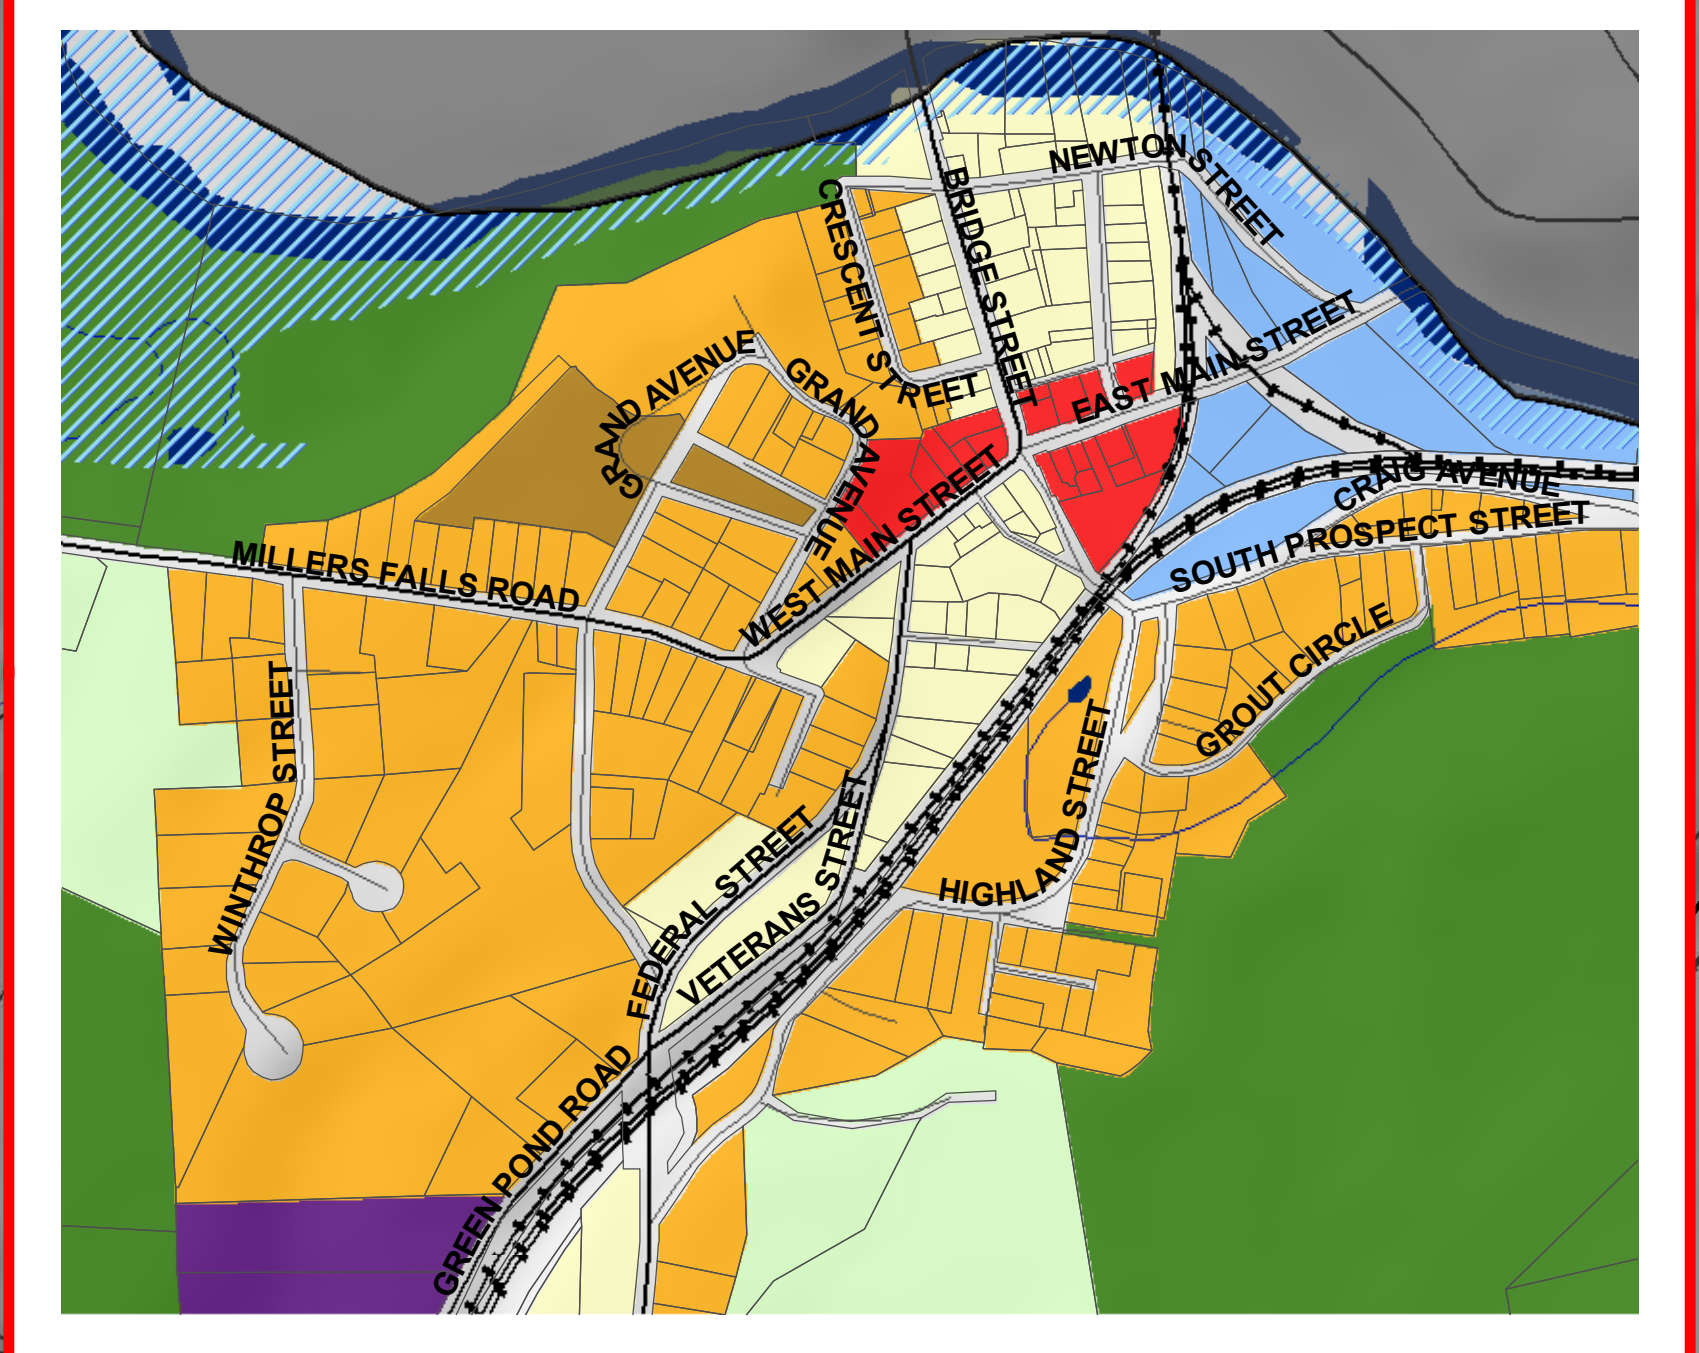 NEWTON STREET
BRIDGE STREET
CRESCENT STREET
EAST MAIN STREET
GRAND AVENUE
GRAND AVENUE
WEST MAIN STREET
CRAIG AVENUE
SOUTH PROSPECT STREET
MILLERS FALLS ROAD
GROUT CIRCLE
WINTHROP STREET
HIGHLAND STREET
FEDERAL STREET
VETERANS STREET
GREEN POND ROAD